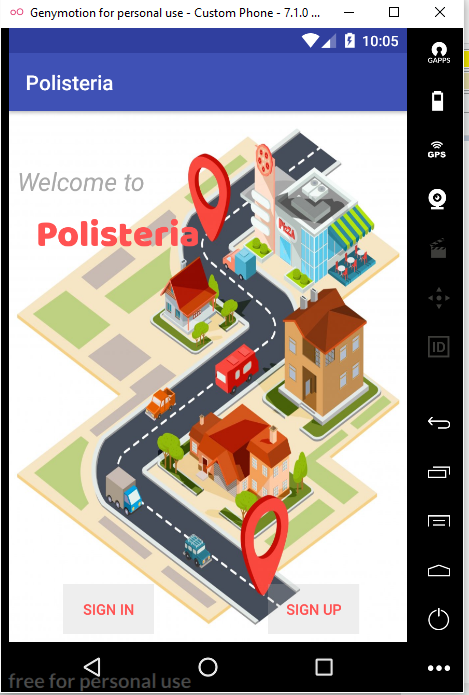 Genymotion for personal use - Custom Phone - 7.1.0 ...
10:05
GAPPS
Polisteria
GPS
Welcome to
Polisteria
Pizza
ID
SIGN IN
SIGN UP
free for personal use